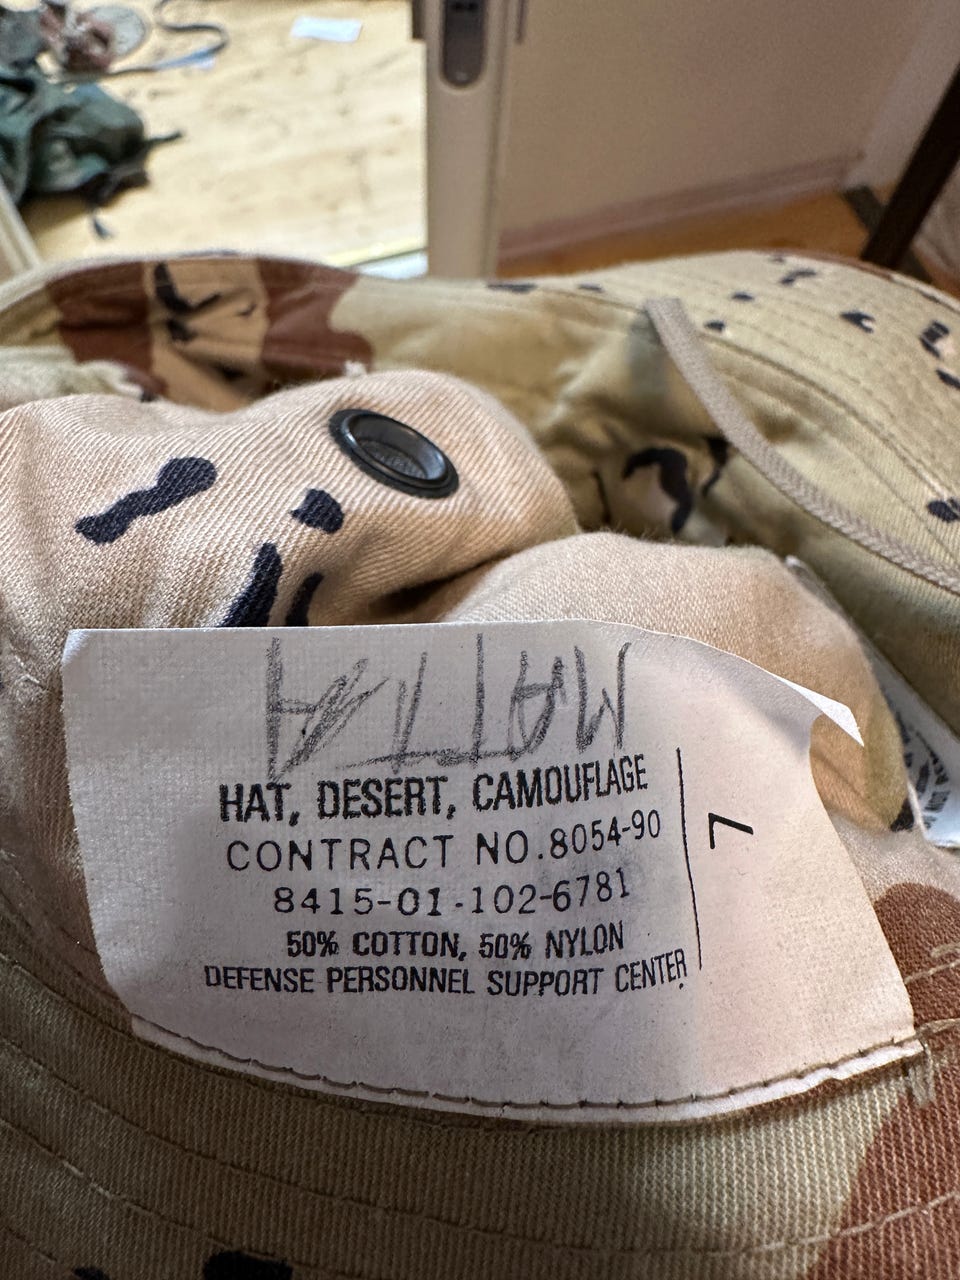 HAT, DESERT, CAMOUFLAGE
CONTRACT NO.8054-90
8415-01-102-6781
50% COTTON, 50% NYLON
DEFENSE PERSONNEL SUPPORT CENTER
7